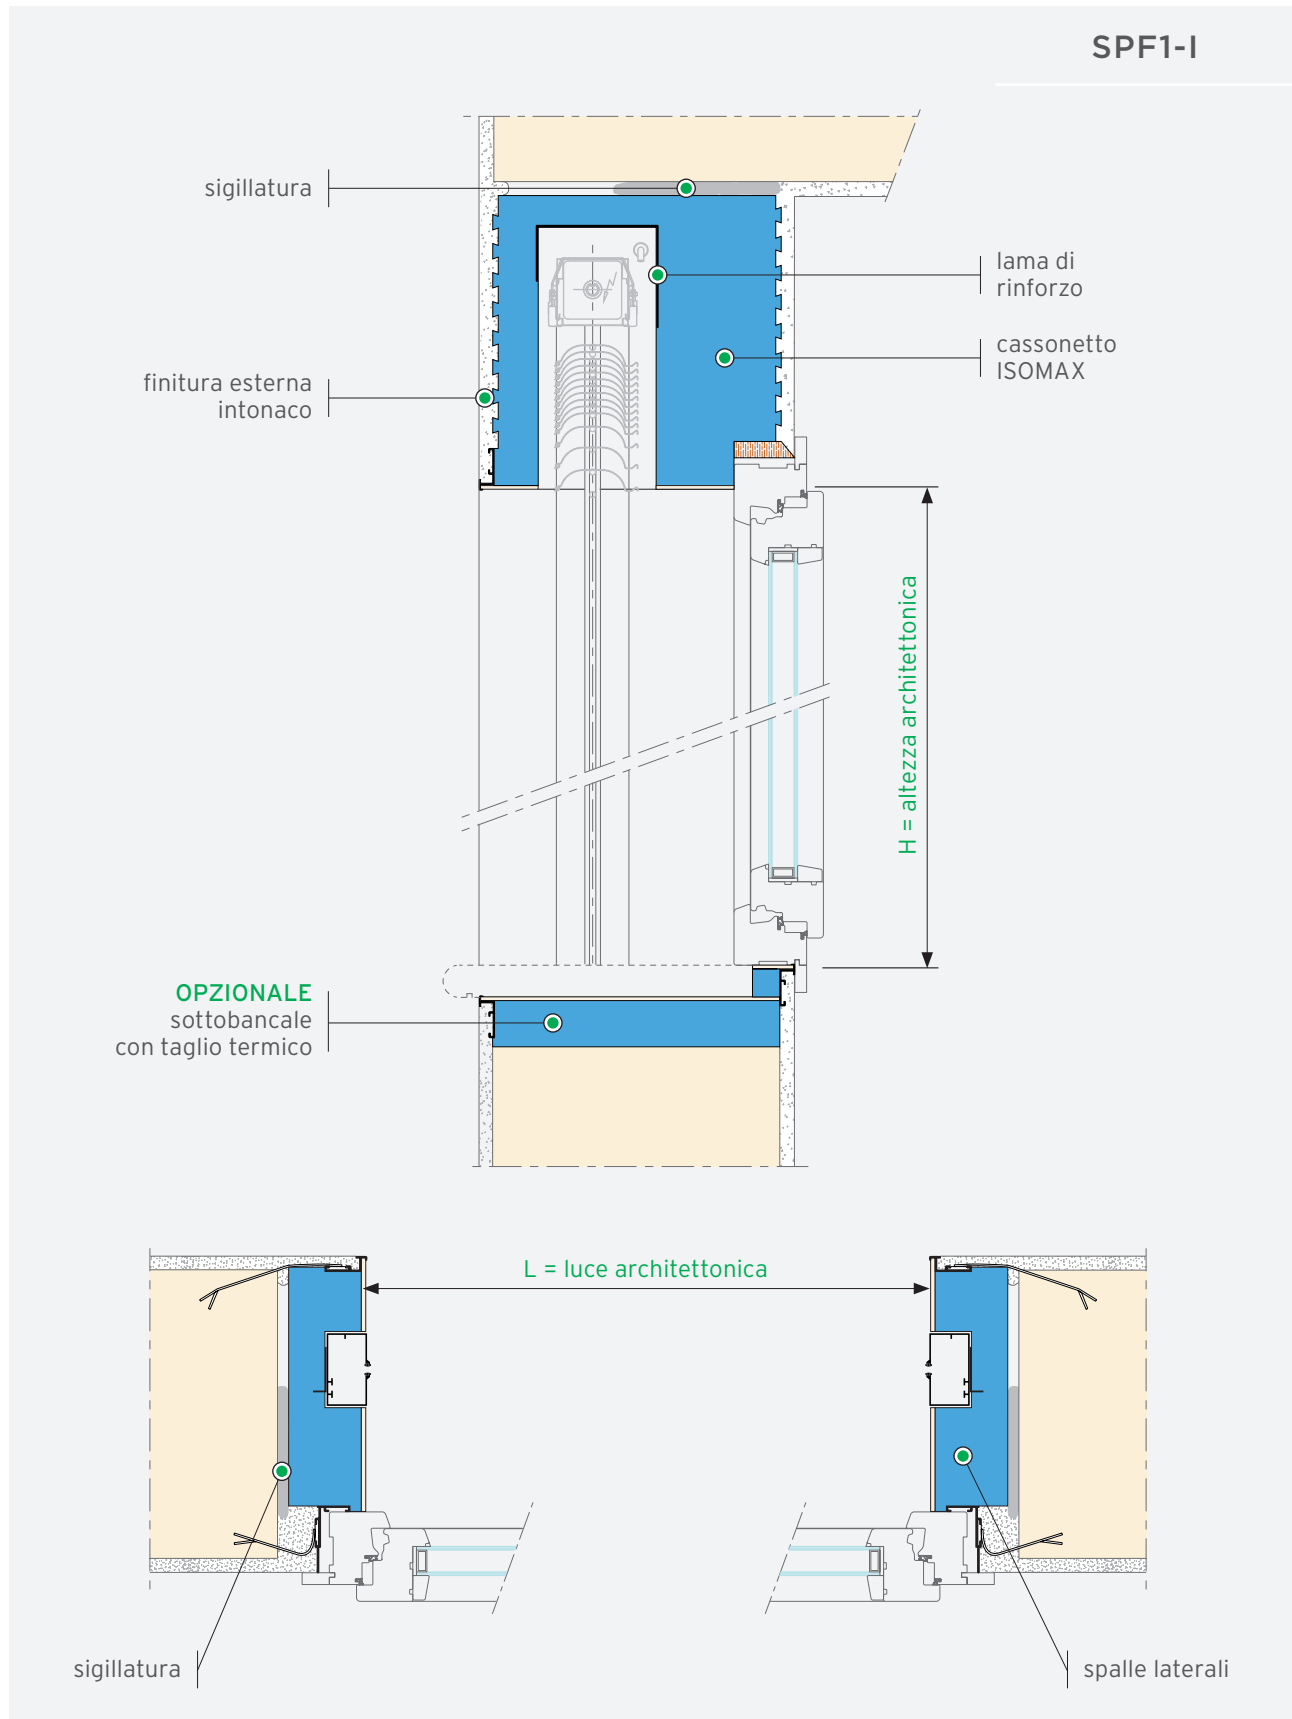 SPF1-I
sigillatura
lama di
rinforzo
cassonetto
ISOMAX
finitura esterna
intonaco
H = altezza architettonica
OPZIONALE
sottobancale
con taglio termico
L = luce architettonica
sigillatura
spalle laterali